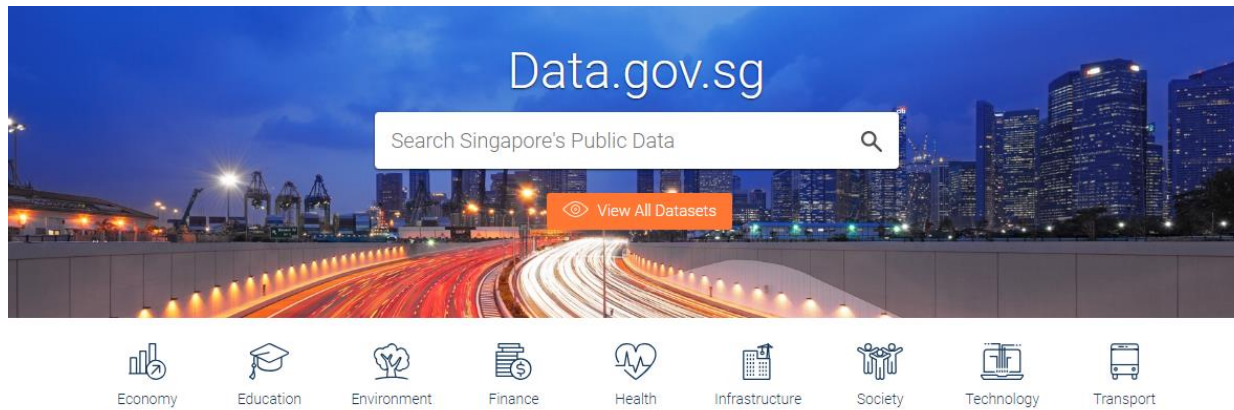 Data.gov.sg
Search Singapore's Public Data
View All Datasets
Economy
Education
Environment
Finance
Health
Infrastructure
Society
Technology
Transport